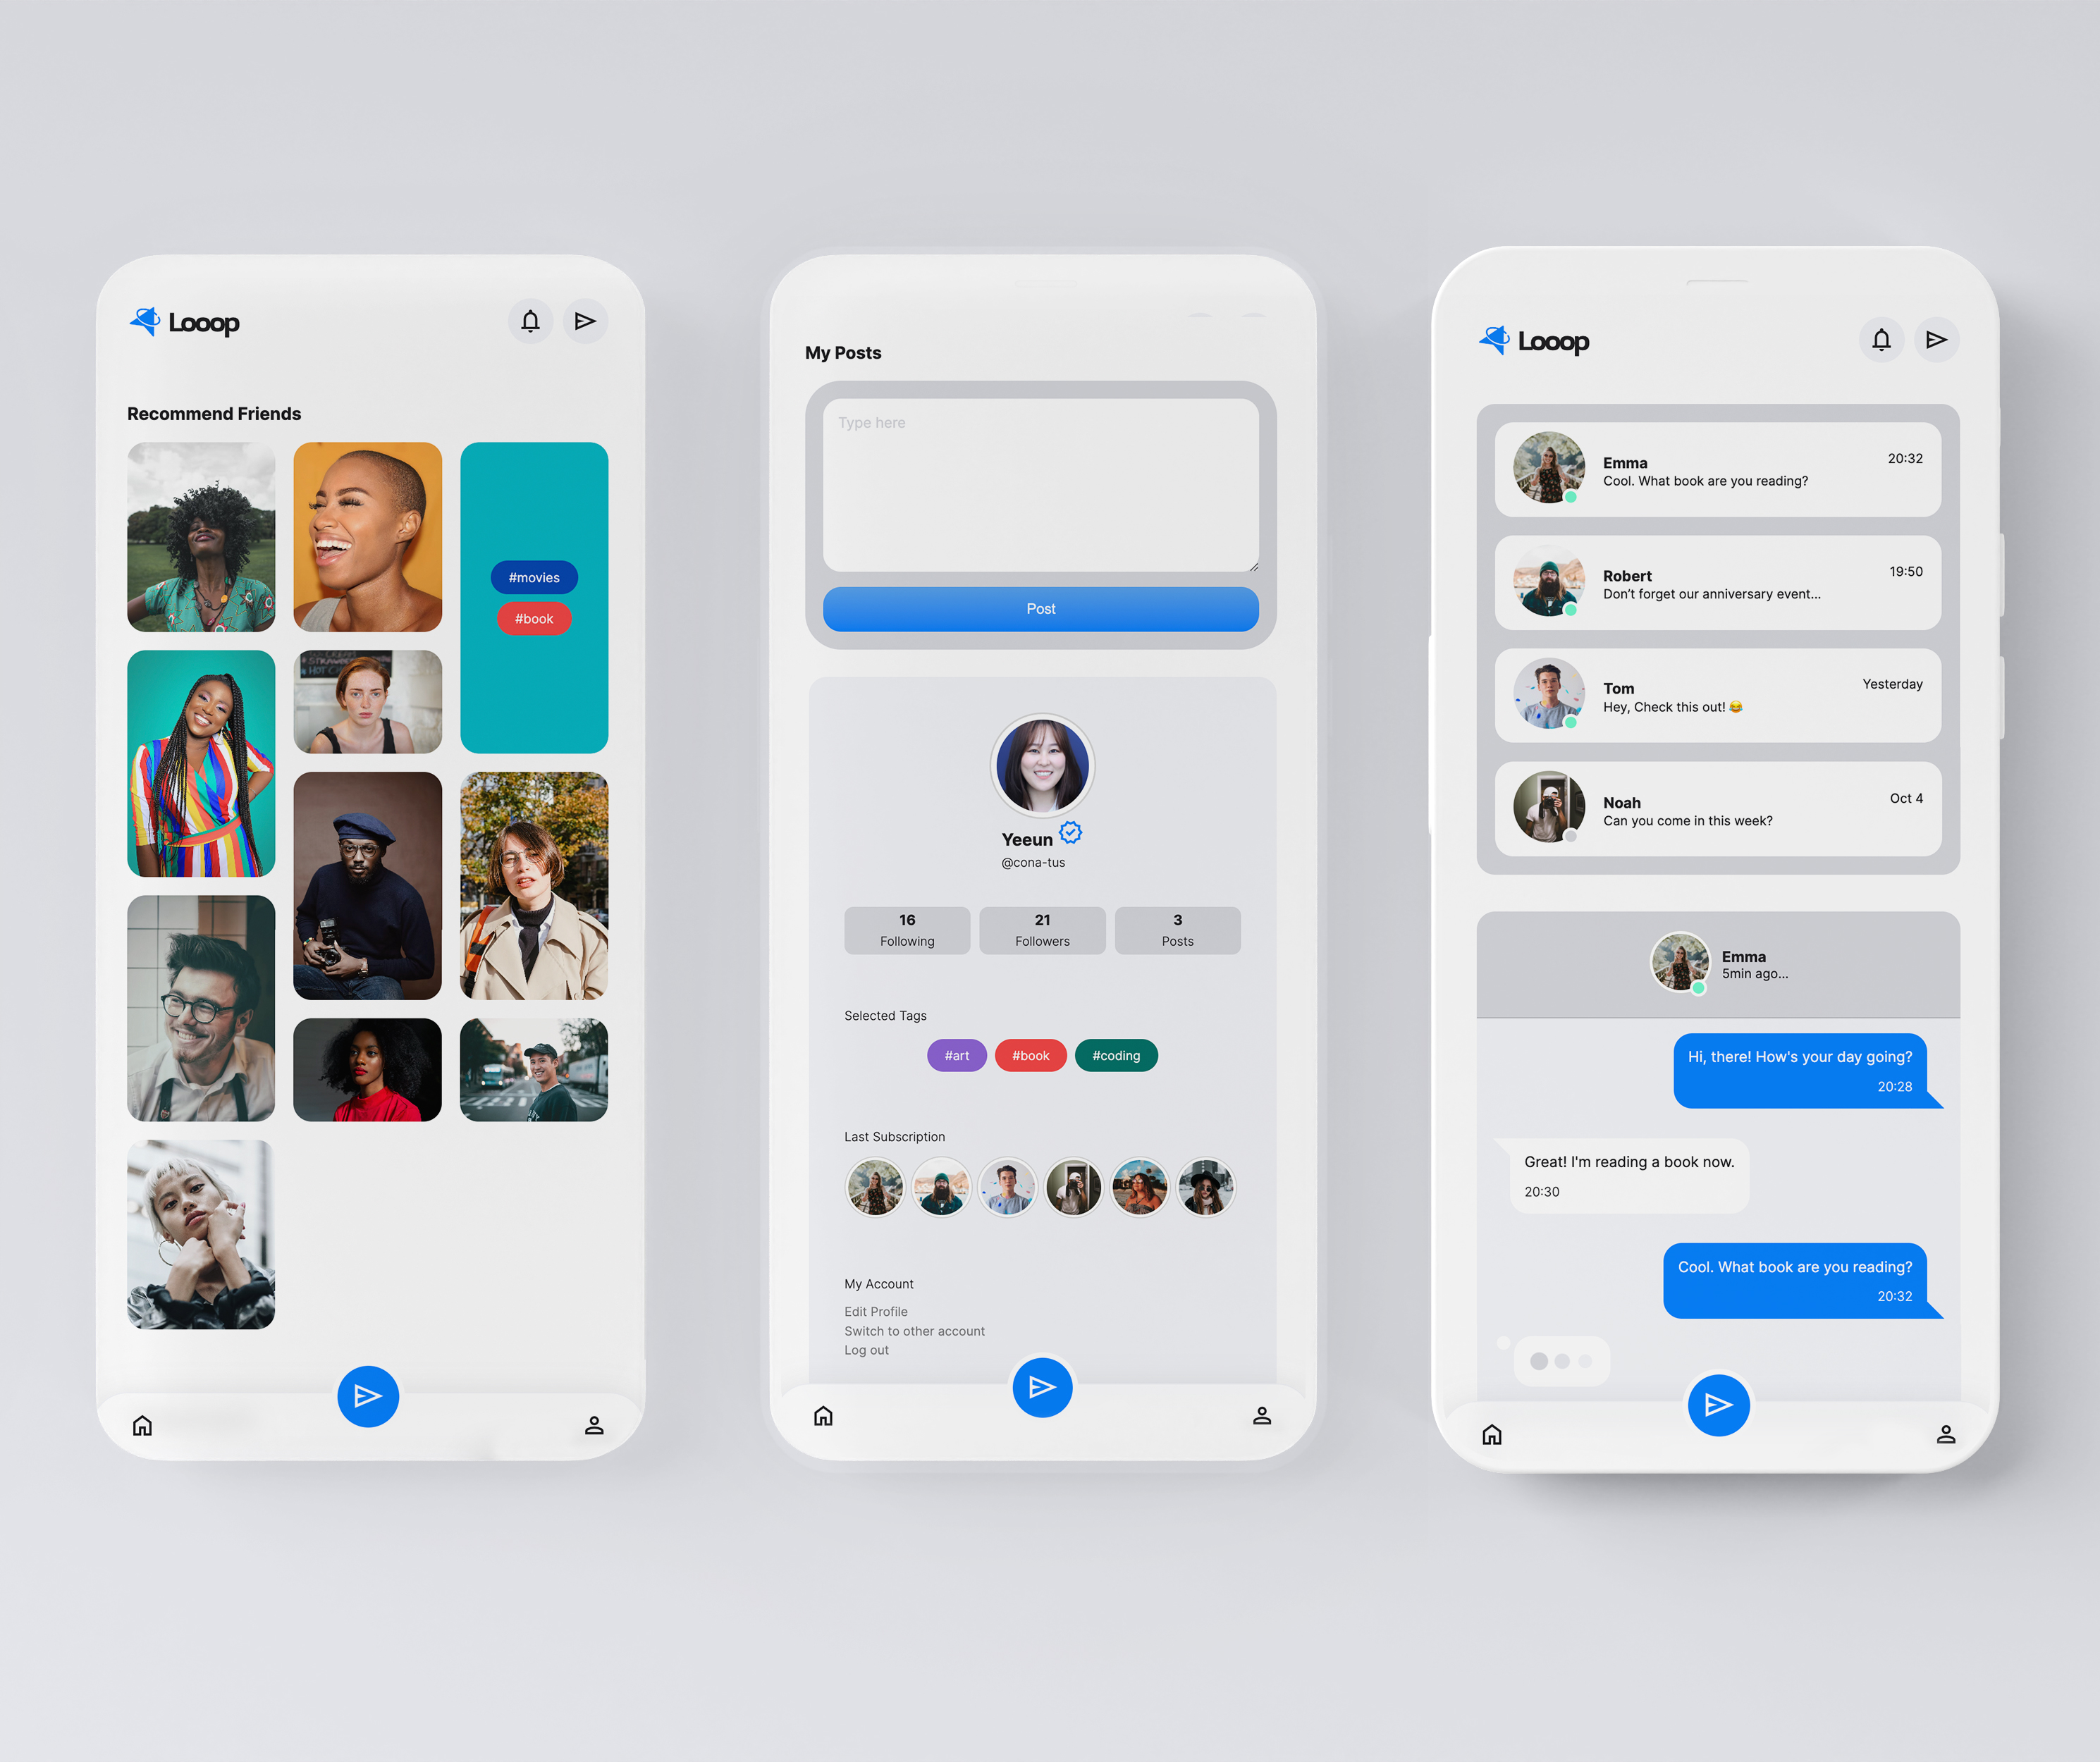 Looop
Recommend Friends
#movies
#book
My Posts
Type here
Post
Yeeun
@cona-tus
16
Following
21
Followers
3
Posts
Selected Tags
#art
#book
#coding
Last Subscription
My Account
Edit Profile
Switch to other account
Log out
Looop
Emma
20:32
Cool. What book are you reading?
Robert
19:50
Don’t forget our anniversary event...
Tom
Yesterday
Hey, Check this out! 😂
Noah
Oct 4
Can you come in this week?
Emma
5min ago...
Hi, there! How's your day going?
20:28
Great! I'm reading a book now.
20:30
Cool. What book are you reading?
20:32